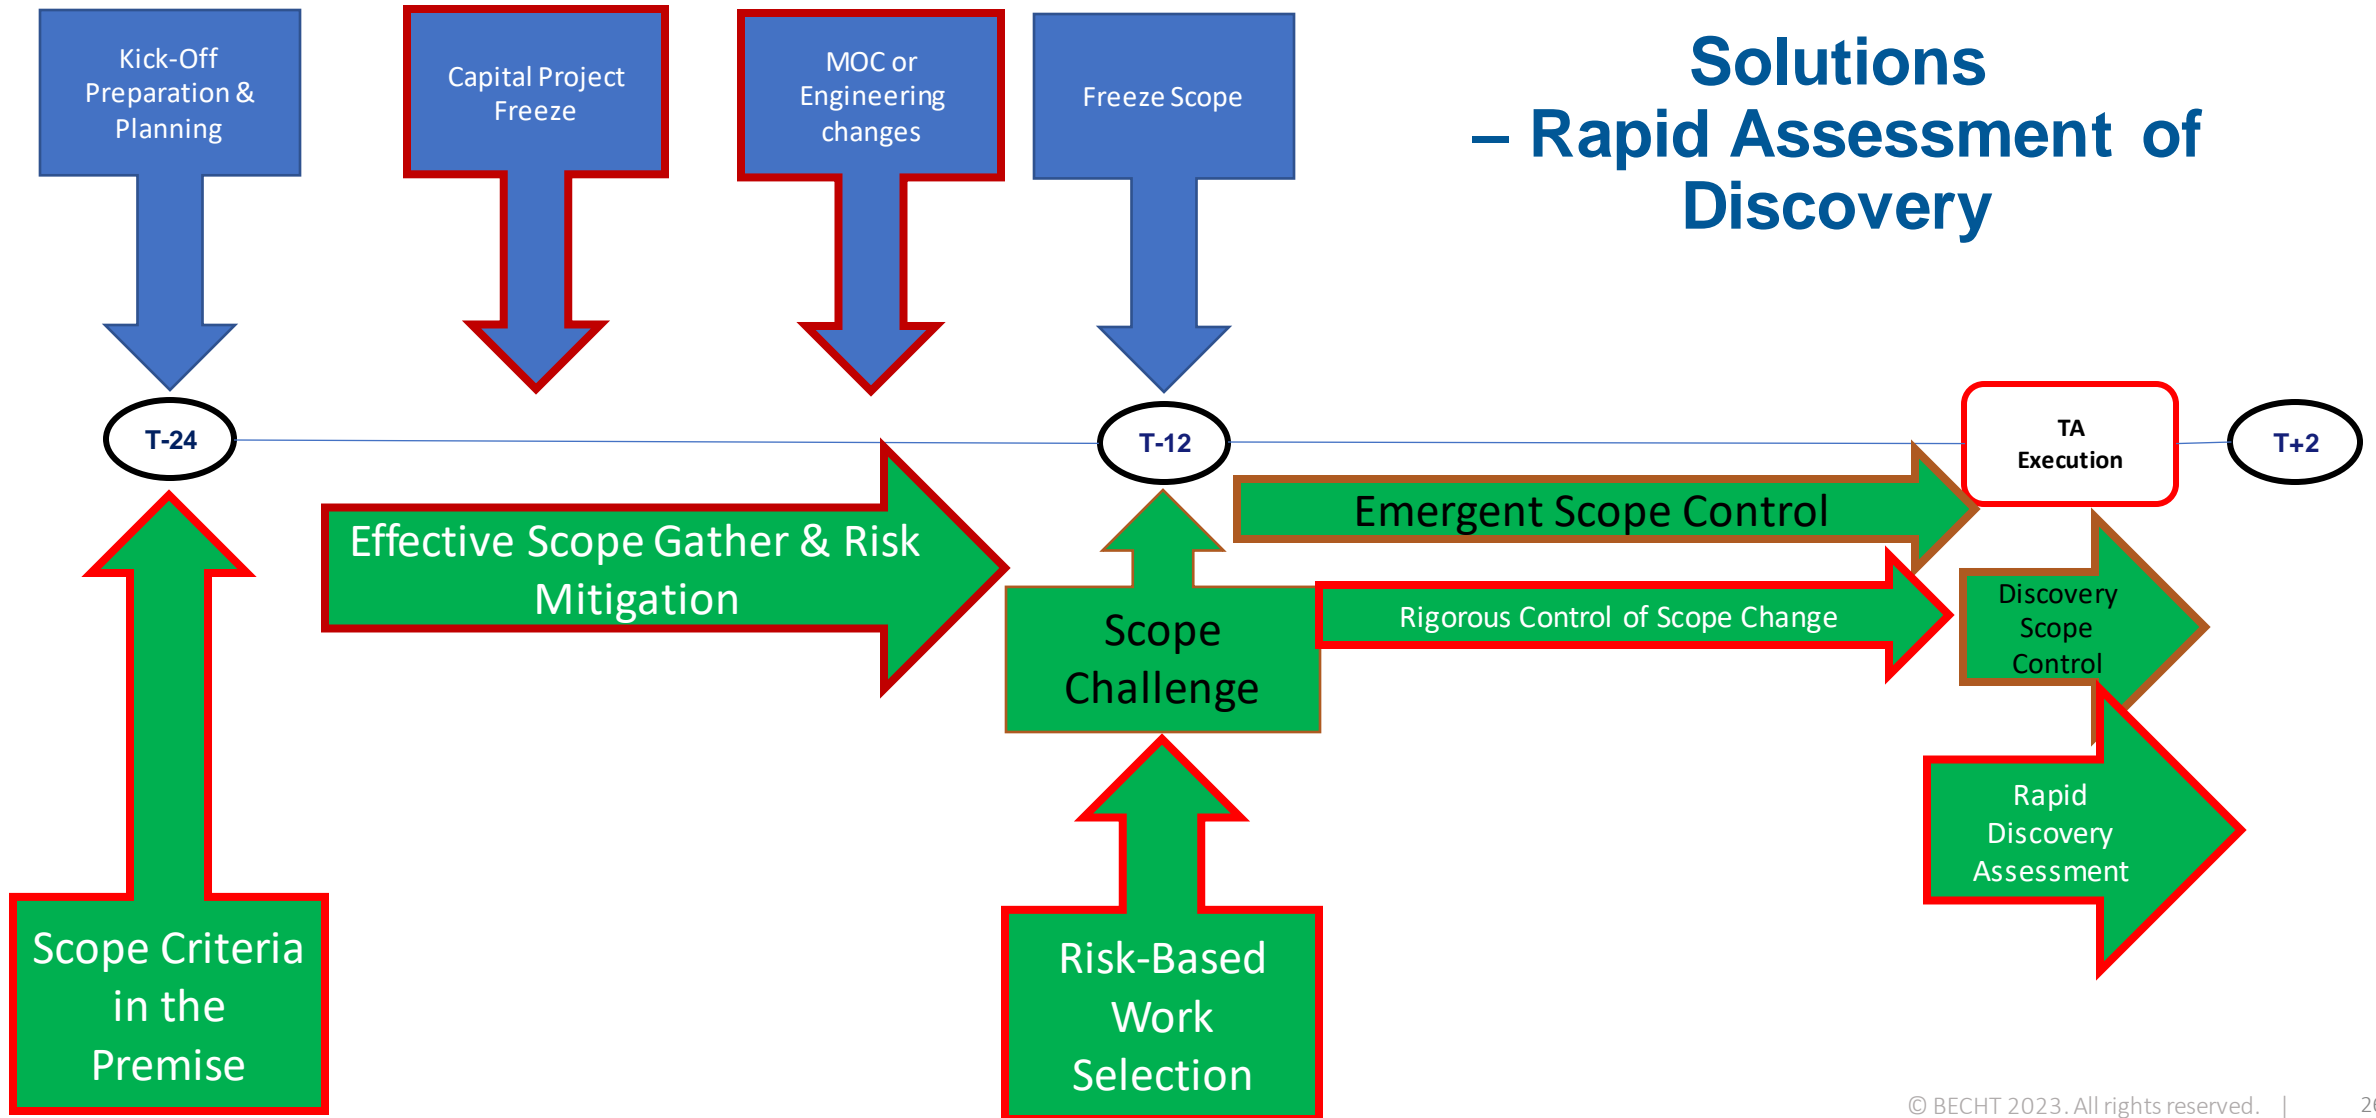 Kick-Off
Preparation &
Planning
Capital Project
Freeze
MOC or
Engineering
changes
Freeze Scope
Solutions
– Rapid Assessment of
Discovery
T-24
T-12
TA
Execution
T+2
Effective Scope Gather & Risk
Mitigation
Emergent Scope Control
Scope
Challenge
Rigorous Control of Scope Change
Discovery
Scope
Control
Rapid
Discovery
Assessment
Scope Criteria
in the
Premise
Risk-Based
Work
Selection
© BECHT 2023. All rights reserved. |